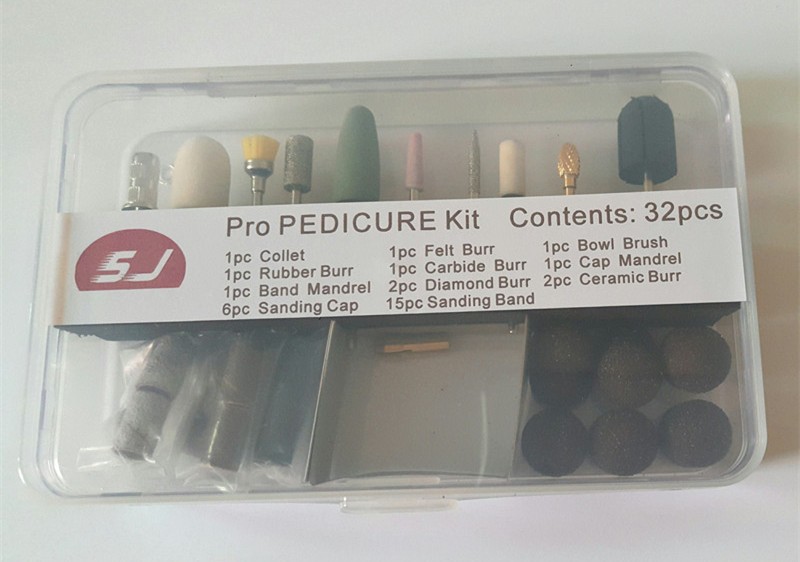 SJ
Pro PEDICURE Kit Contents: 32pcs
1pc Collet
1pc Rubber Burr
1pc Band Mandrel
6pc Sanding Cap
1pc Felt Burr
1pc Carbide Burr
2pc Diamond Burr
15pc Sanding Band
1pc Bowl Brush
1pc Cap Mandrel
2pc Ceramic Burr